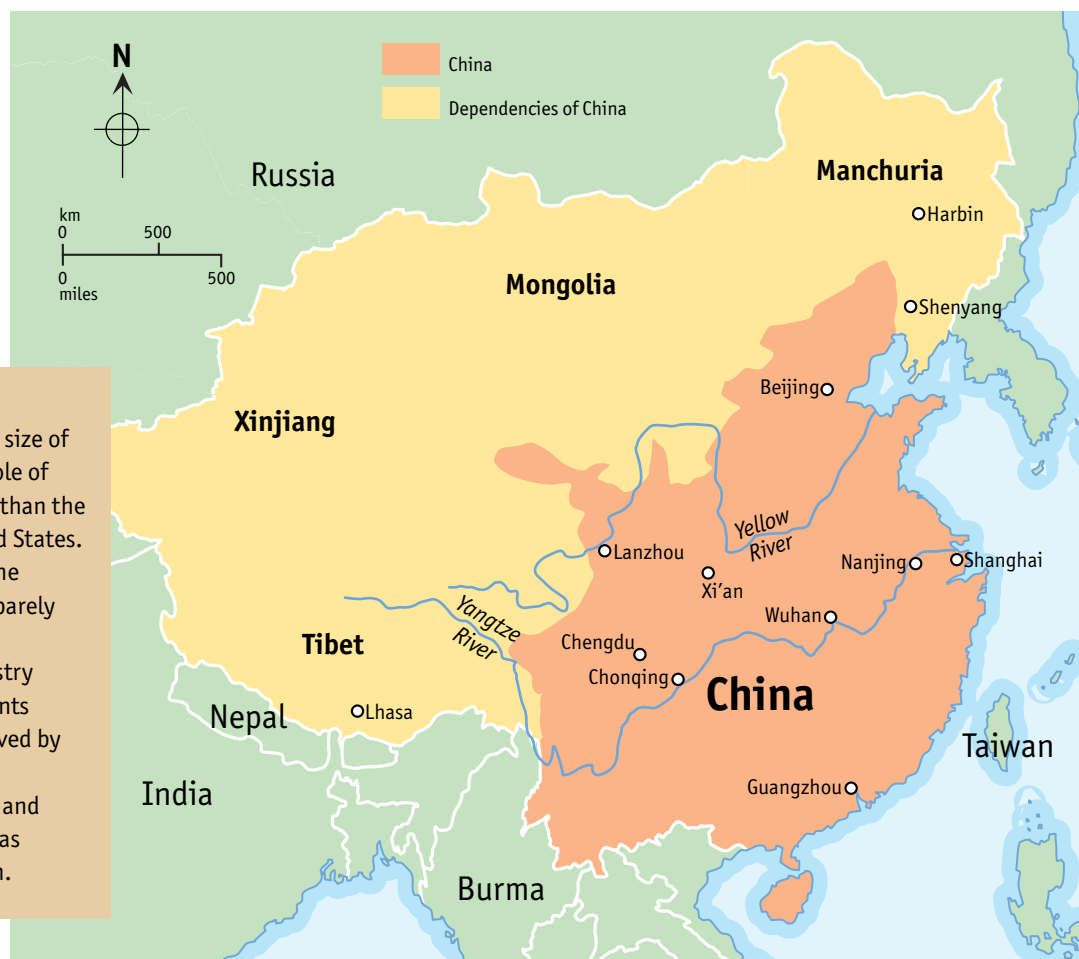 N
China
Dependencies of China
Russia
Manchuria
Harbin
km
0 500
0 500
miles
Mongolia
Shenyang
Beijing
Xinjiang
size of
ple of
than the
d States.
ne
barely
stry
nts
ved by
and
as
n.
Yellow
River
Lanzhou
Nanjing
Shanghai
Xi'an
Yangtze
River
Wuhan
Tibet
Chengdu
Chonqing
China
Nepal
Lhasa
Taiwan
India
Guangzhou
Burma